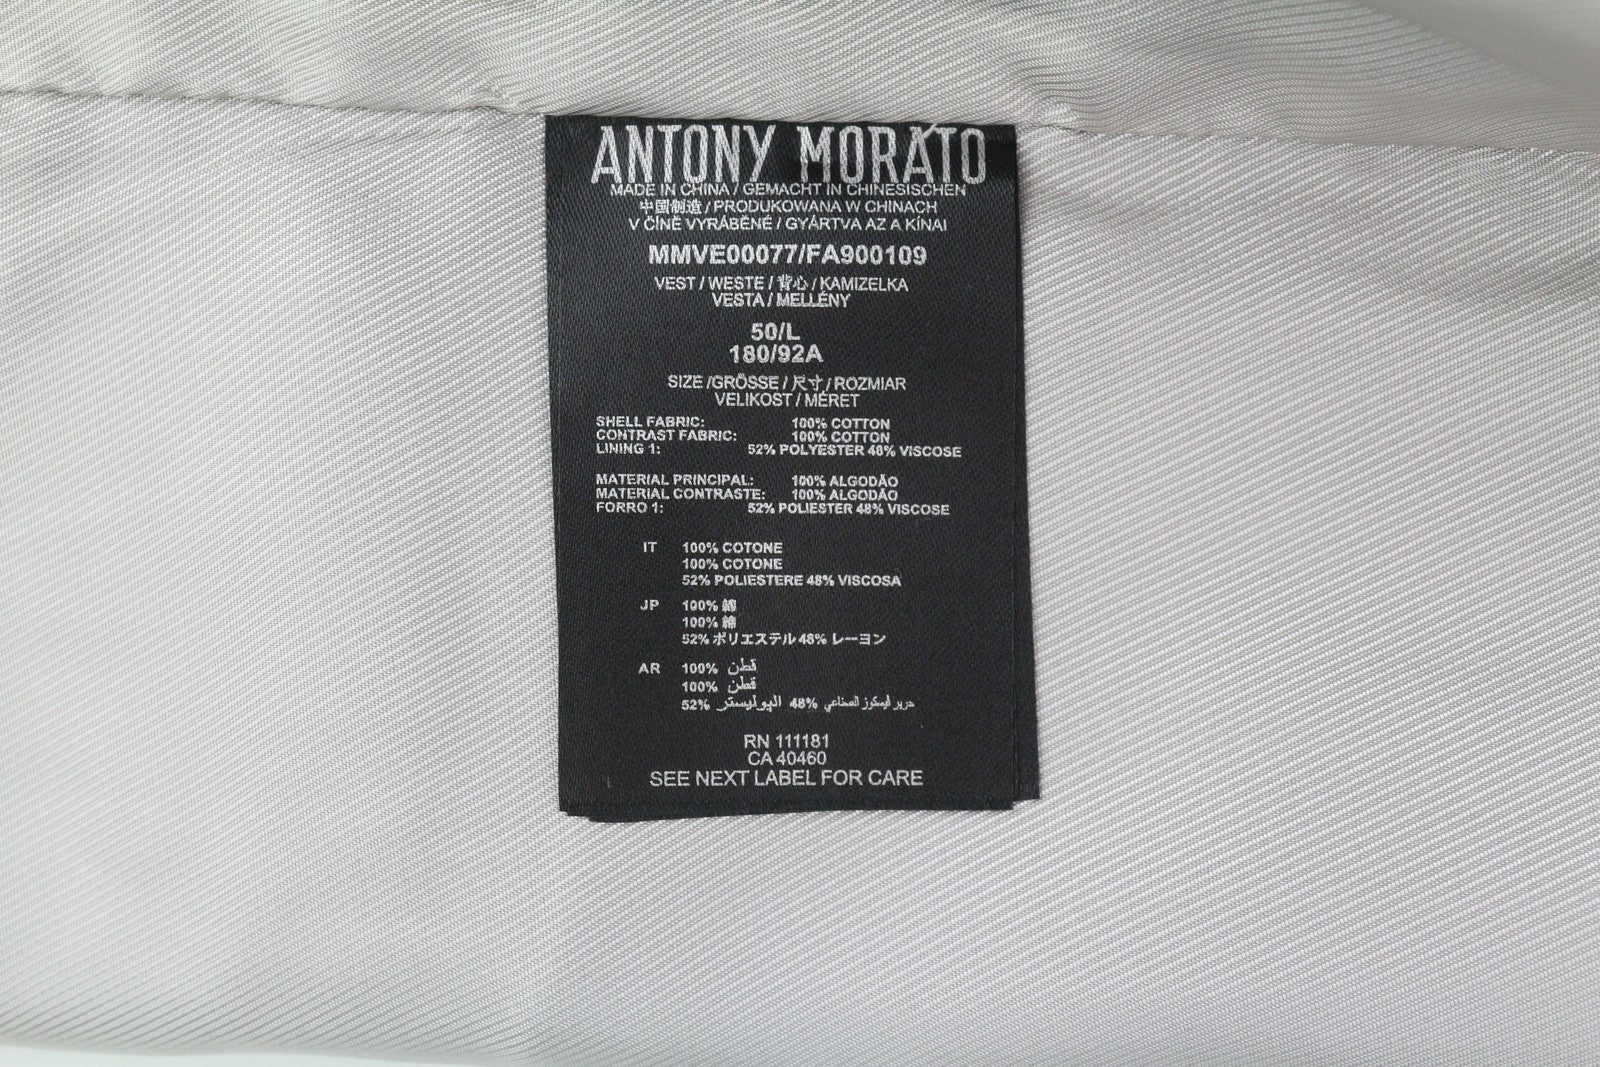 ANTONY MORATO
MADE IN CHINA / GEMACHT IN CHINESISCHEN
中国制造 / PRODUKOWANA W CHINACH
V ČÍNĚ VYRÁBĚNÉ / GYÁRTVA AZ A KÍNAI
MMVE00077/FA900109
VEST / WESTE / 背心 / KAMIZELKA
VESTA / MELLÉNY
50/L
180/92A
SIZE /GRÖSSE / 尺寸 / ROZMIAR
VELIKOST / MÉRET
SHELL FABRIC: 100% COTTON
CONTRAST FABRIC: 100% COTTON
LINING 1: 52% POLYESTER 48% VISCOSE
MATERIAL PRINCIPAL: 100% ALGODÃO
MATERIAL CONTRASTE: 100% ALGODÃO
FORRO 1: 52% POLIESTER 48% VISCOSE
IT 100% COTONE
100% COTONE
52% POLIESTERE 48% VISCOSA
JP 100% 綿
100% 綿
52% ポリエステル 48% レーヨン
AR 100% قطن
100% قطن
52% البوليستر 48% حرير فيسكوز الصناعي
RN 111181
CA 40460
SEE NEXT LABEL FOR CARE